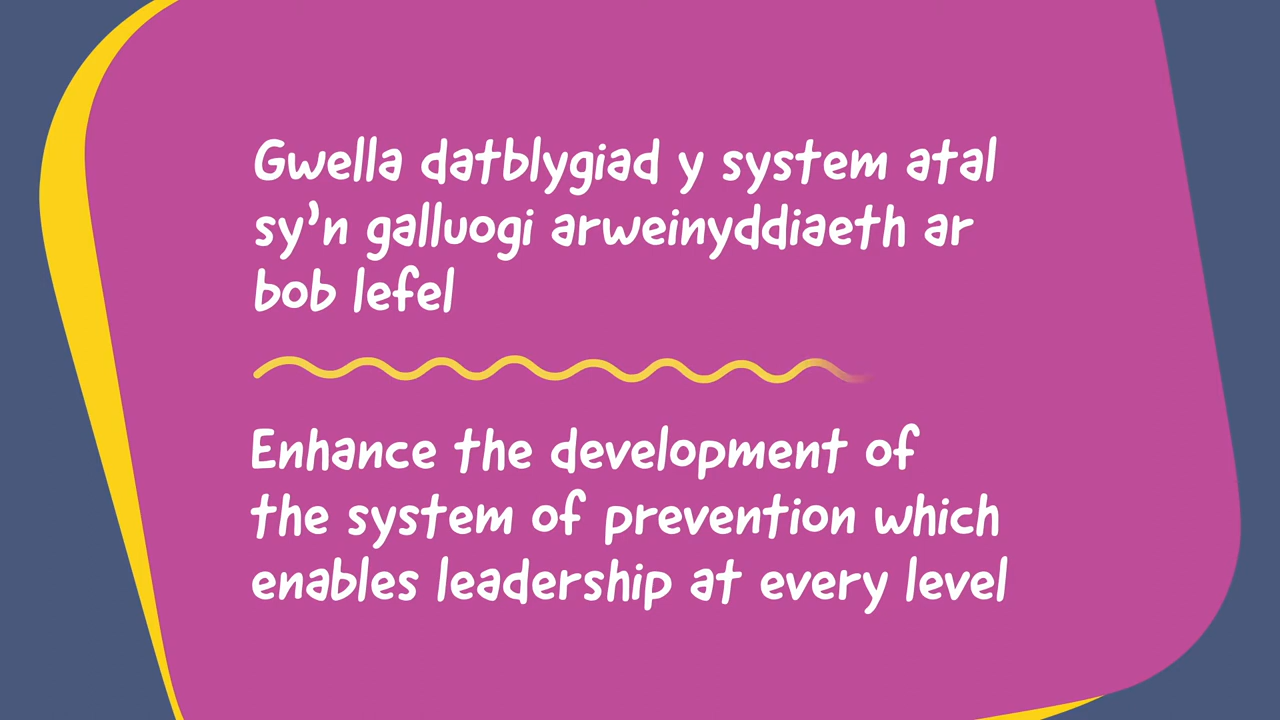 Gwella datblygiad y system atal
sy'n galluogi arweinyddiaeth ar
bob lefel
Enhance the development of
the system of prevention which
enables leadership at every level